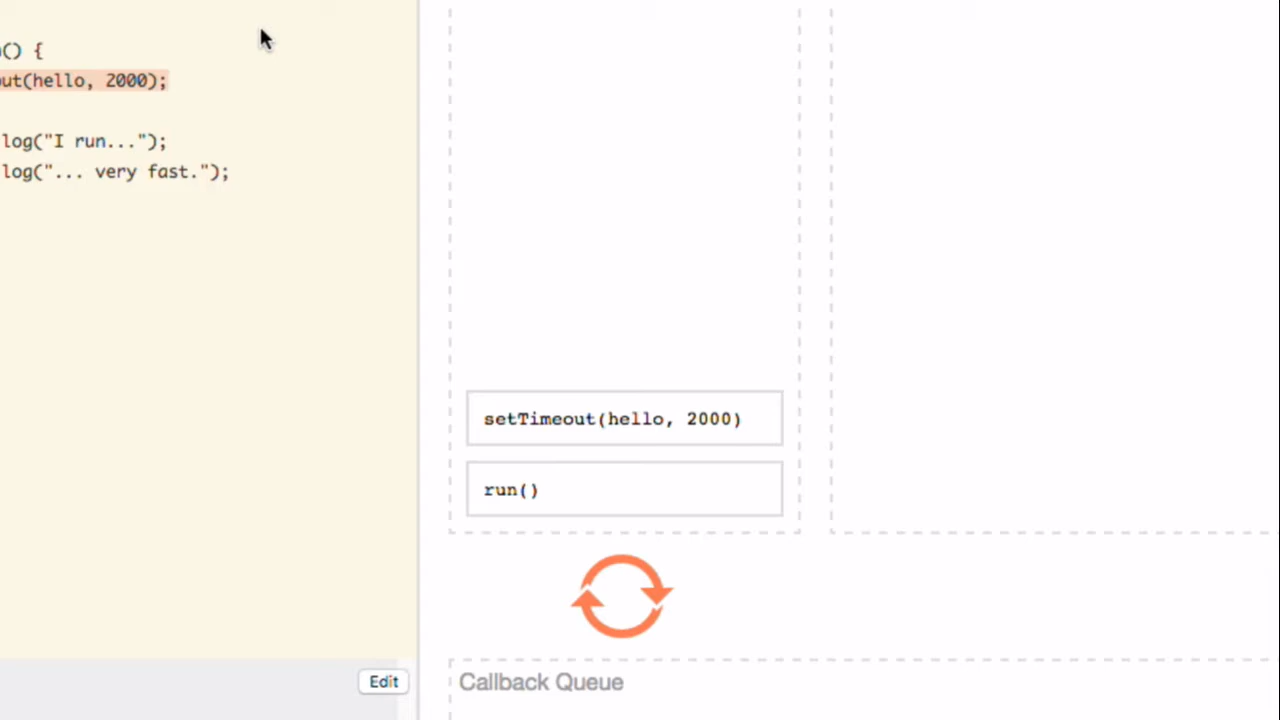 () {
out(hello, 2000);
log("I run...");
log("... very fast.");
setTimeout(hello, 2000)
run()
Edit
Callback Queue